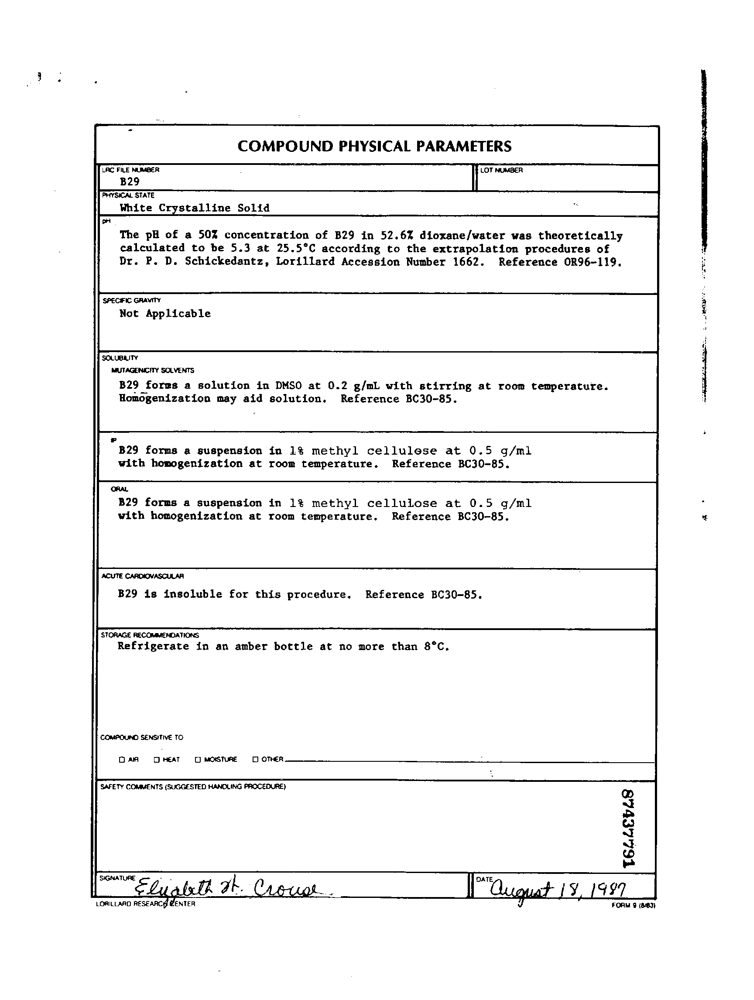 COMPOUND PHYSICAL PARAMETERS
LRC FILE NUMBER
B29
LOT NUMBER
PHYSICAL STATE
White Crystalline Solid
pH
The pH of a 50% concentration of B29 in 52.6% dioxane/water was theoretically
calculated to be 5.3 at 25.5°C according to the extrapolation procedures of
Dr. P. D. Schickedantz, Lorillard Accession Number 1662. Reference OR96-119.
SPECIFIC GRAVITY
Not Applicable
SOLUBILITY
MUTAGENICITY SOLVENTS
B29 forms a solution in DMSO at 0.2 g/mL with stirring at room temperature.
Homogenization may aid solution. Reference BC30-85.
IP
B29 forms a suspension in 1% methyl cellulose at 0.5 g/ml
with homogenization at room temperature. Reference BC30-85.
ORAL
B29 forms a suspension in 1% methyl cellulose at 0.5 g/ml
with homogenization at room temperature. Reference BC30-85.
ACUTE CARDIOVASCULAR
B29 is insoluble for this procedure. Reference BC30-85.
STORAGE RECOMMENDATIONS
Refrigerate in an amber bottle at no more than 8°C.
COMPOUND SENSITIVE TO
☐ AIR ☐ HEAT ☐ MOISTURE ☐ OTHER
SAFETY COMMENTS (SUGGESTED HANDLING PROCEDURE)
87437791
SIGNATURE Elizabeth H. Crouse
DATE August 18, 1987
LORILLARD RESEARCH CENTER
FORM 9 (8/83)